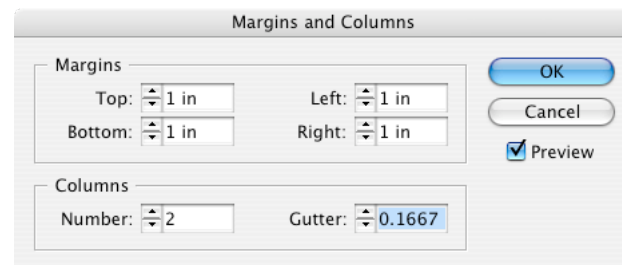 Margins and Columns
Margins
Top: 1 in Left: 1 in
Bottom: 1 in Right: 1 in
OK
Cancel
Preview
Columns
Number: 2 Gutter: 0.1667